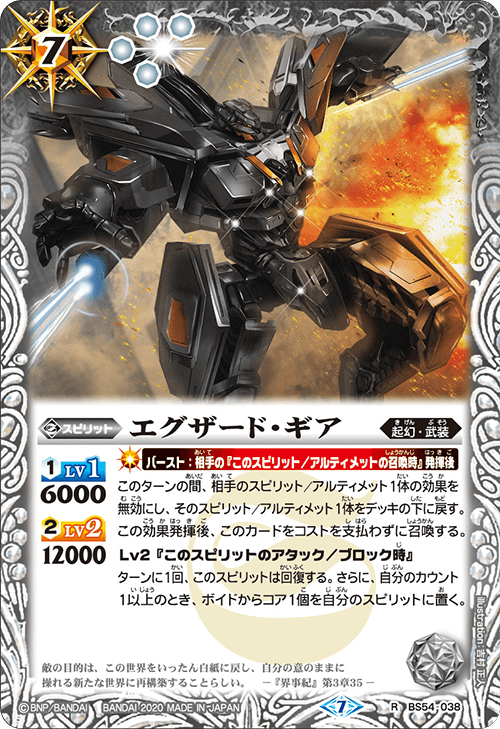 7
スピリット
エグザード・ギア
起幻・武装
きげん ぶそう
1 LV1
6000
2 LV2
12000
バースト：相手の『このスピリット／アルティメットの召喚時』発揮後
このターンの間、相手のスピリット／アルティメット1体の効果を
無効にし、そのスピリット／アルティメット1体をデッキの下に戻す。
この効果発揮後、このカードをコストを支払わずに召喚する。
Lv2『このスピリットのアタック／ブロック時』
ターンに1回、このスピリットは回復する。さらに、自分のカウント
1以上のとき、ボイドからコア1個を自分のスピリットに置く。
敵の目的は、この世界をいったん白紙に戻し、自分の意のままに
操れる新たな世界に再構築することらしい。 ―『界事紀』第3章35―
Illustration:吉村正人
©BNP/BANDAI BANDAI 2020 MADE IN JAPAN
7
R BS54-038